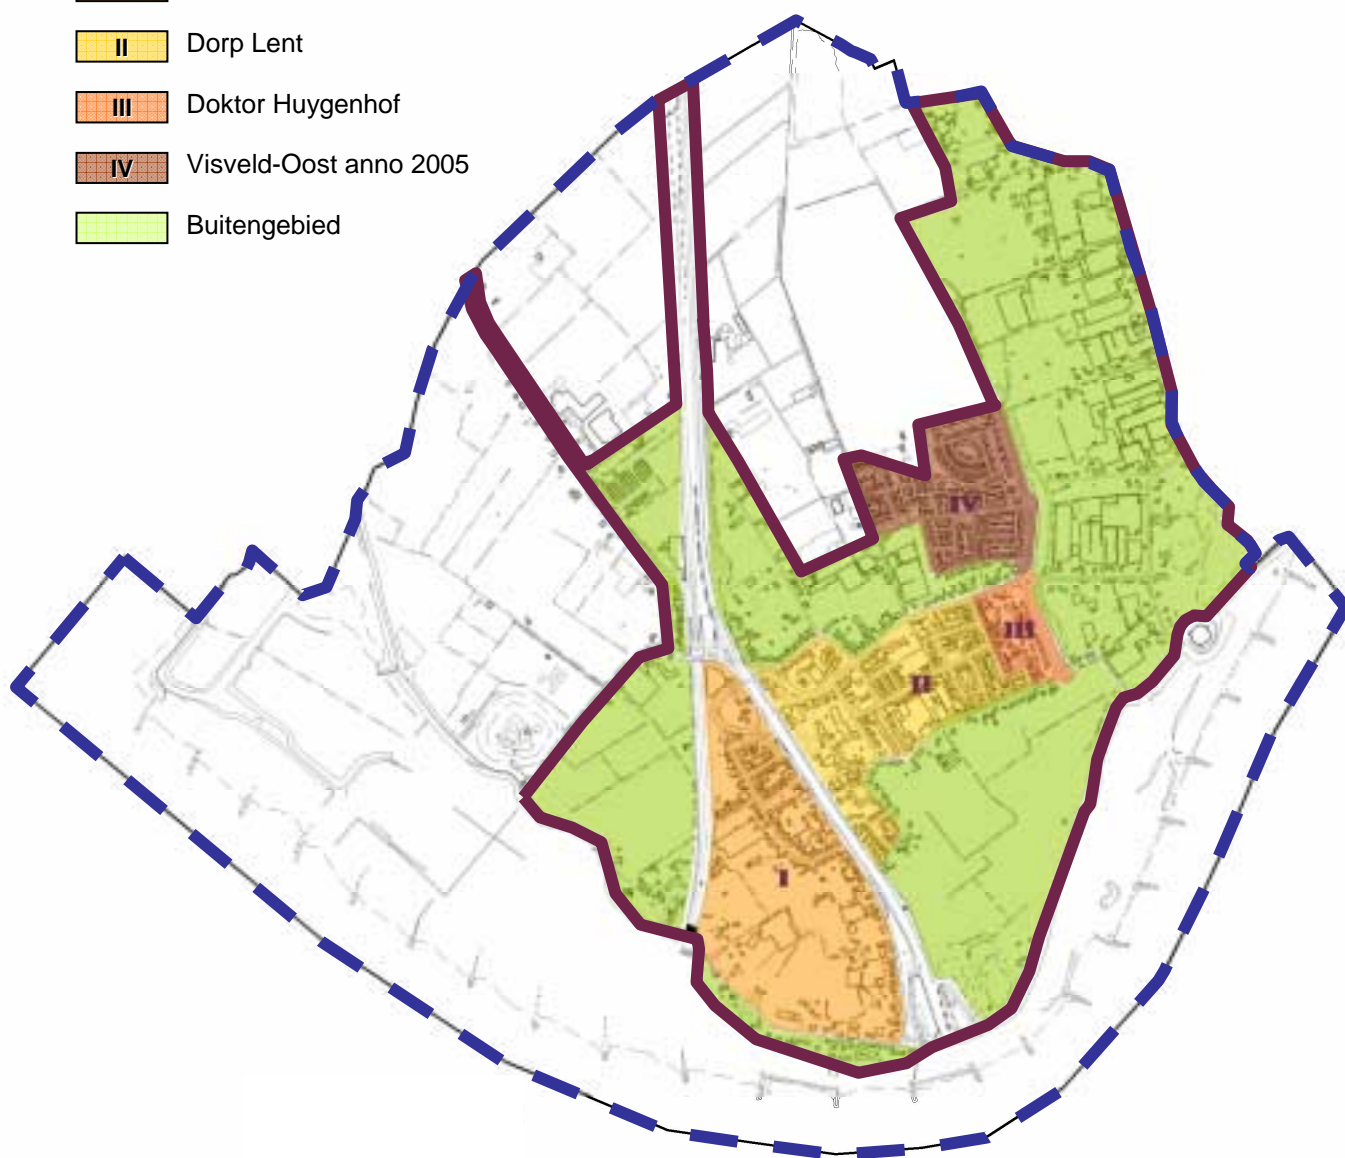 II Dorp Lent
III Doktor Huygenhof
IV Visveld-Oost anno 2005
Buitengebied
IV
III
II
I